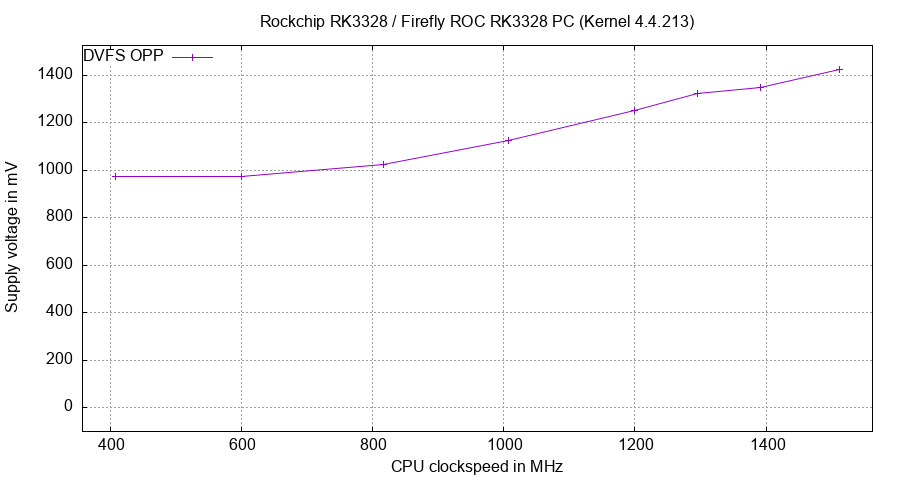 Rockchip RK3328 / Firefly ROC RK3328 PC (Kernel 4.4.213)
DVFS OPP
1400
1200
1000
800
600
400
200
0
Supply voltage in mV
400 600 800 1000 1200 1400
CPU clockspeed in MHz